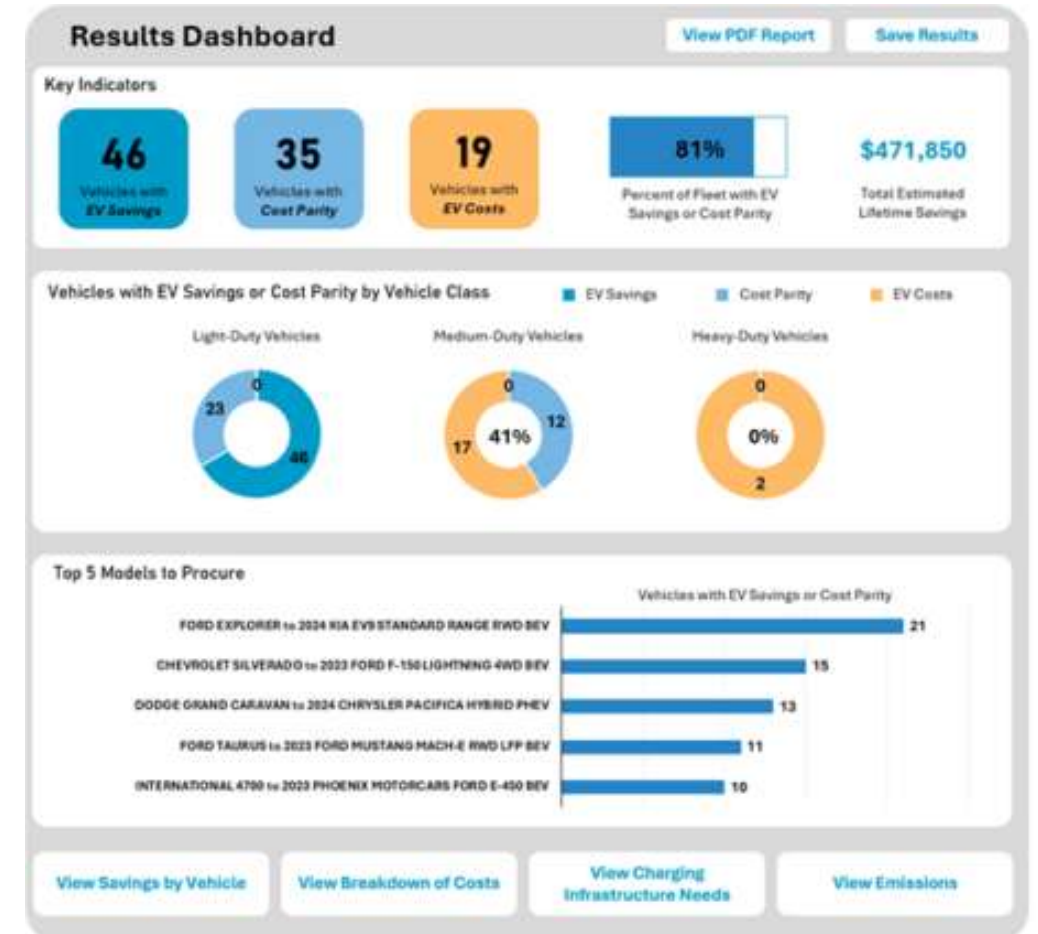 Results Dashboard
View PDF Report
Save Results
Key Indicators
46
Vehicles with
EV Savings
35
Vehicles with
Cost Parity
19
Vehicles with
EV Costs
81%
Percent of Fleet with EV
Savings or Cost Parity
$471,850
Total Estimated
Lifetime Savings
Vehicles with EV Savings or Cost Parity by Vehicle Class
EV Savings
Cost Parity
EV Costs
Light-Duty Vehicles
0
23
46
Medium-Duty Vehicles
0
12
17
41%
Heavy-Duty Vehicles
0
0%
2
Top 5 Models to Procure
Vehicles with EV Savings or Cost Parity
FORD EXPLORER to 2024 KIA EV9 STANDARD RANGE RWD BEV
21
CHEVROLET SILVERADO to 2023 FORD F-150 LIGHTNING 4WD BEV
15
DODGE GRAND CARAVAN to 2024 CHRYSLER PACIFICA HYBRID PHEV
13
FORD TAURUS to 2023 FORD MUSTANG MACH-E RWD LFP BEV
11
INTERNATIONAL 4700 to 2023 PHOENIX MOTORCARS FORD E-450 BEV
10
View Savings by Vehicle
View Breakdown of Costs
View Charging
Infrastructure Needs
View Emissions